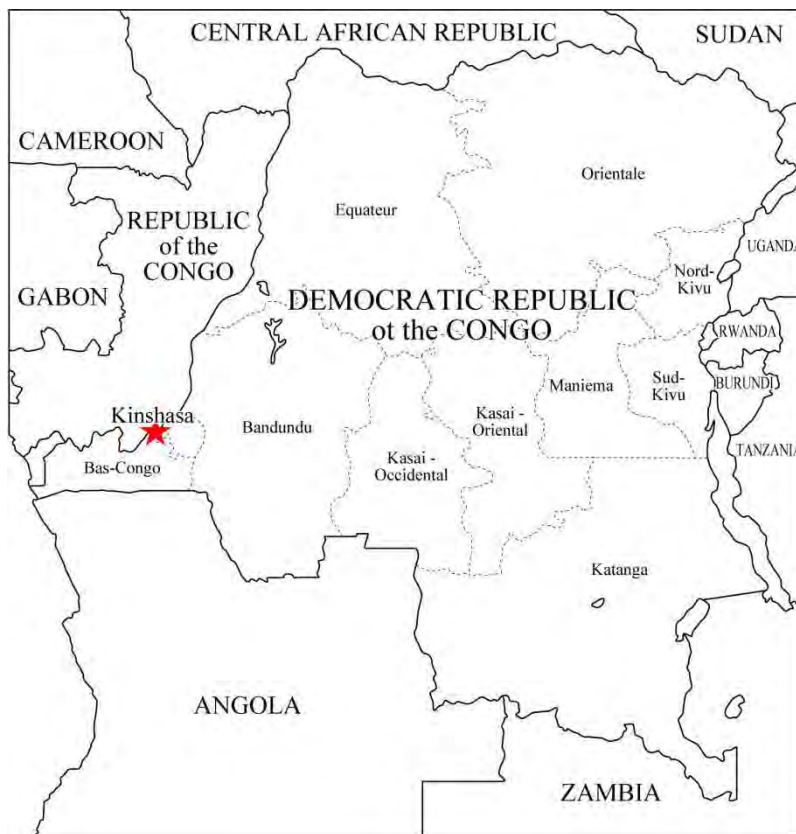 CENTRAL AFRICAN REPUBLIC
SUDAN
CAMEROON
Orientale
Equateur
REPUBLIC
of the
CONGO
UGANDA
Nord-
Kivu
GABON
DEMOCRATIC REPUBLIC
ot the CONGO
RWANDA
Maniema
Sud-
Kivu
BURUNDI
Kinshasa
Bandundu
Kasai -
Oriental
Kasai -
Occidental
TANZANIA
Bas-Congo
Katanga
ANGOLA
ZAMBIA